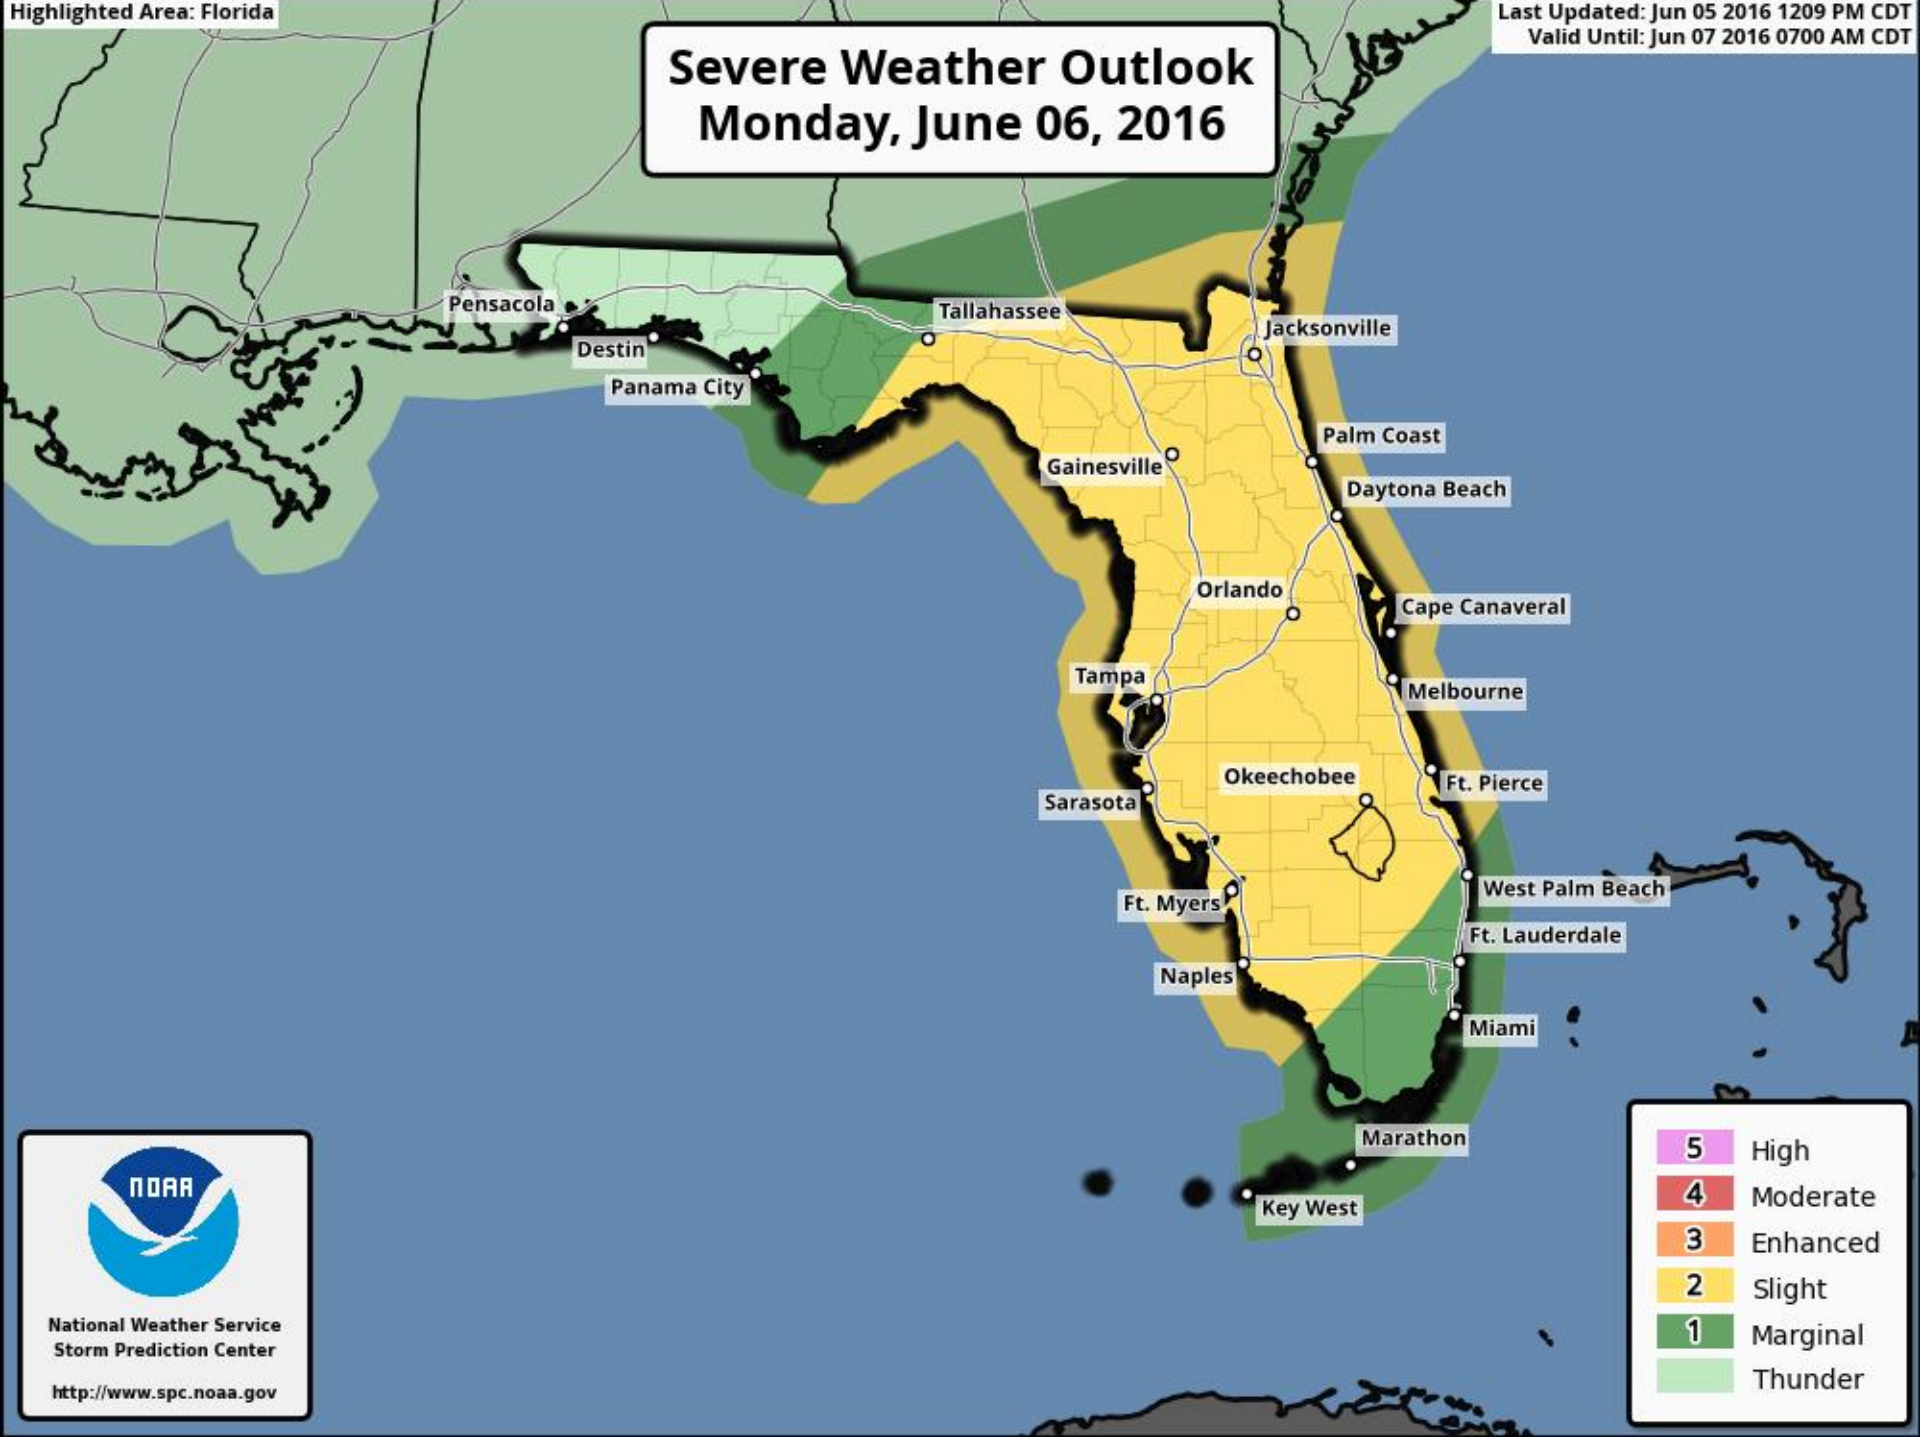 Highlighted Area: Florida
Last Updated: Jun 05 2016 1209 PM CDT
Valid Until: Jun 07 2016 0700 AM CDT
Severe Weather Outlook
Monday, June 06, 2016
Pensacola
Destin
Panama City
Tallahassee
Jacksonville
Palm Coast
Gainesville
Daytona Beach
Orlando
Cape Canaveral
Tampa
Melbourne
Okeechobee
Ft. Pierce
Sarasota
West Palm Beach
Ft. Myers
Ft. Lauderdale
Naples
Miami
Marathon
Key West
NOAA
National Weather Service
Storm Prediction Center
http://www.spc.noaa.gov
5 High
4 Moderate
3 Enhanced
2 Slight
1 Marginal
Thunder